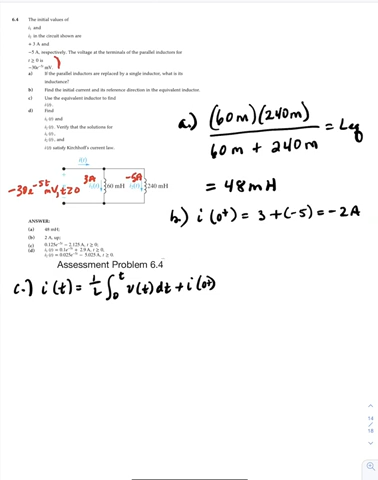 6.4 The initial values of
i₁ and
i₂ in the circuit shown are
+ 3 A and
−5 A, respectively. The voltage at the terminals of the parallel inductors for
t ≥ 0 is
−30e⁻⁵ᵗ mV.
a) If the parallel inductors are replaced by a single inductor, what is its
inductance?
b) Find the initial current and its reference direction in the equivalent inductor.
c) Use the equivalent inductor to find
i (t).
d) Find
i₁ (t) and
i₂ (t). Verify that the solutions for
i₁ (t),
i₂ (t), and
i (t) satisfy Kirchhoff's current law.
i(t)
-30e^-5t mV, t≥0
3A
-5A
i₁(t) 60 mH i₂(t) 240 mH
ANSWER:
(a) 48 mH;
(b) 2 A, up;
(c) 0.125e⁻⁵ᵗ − 2.125 A, t ≥ 0;
(d) i₁ (t) = 0.1e⁻⁵ᵗ + 2.9 A, t ≥ 0,
i₂ (t) = 0.025e⁻⁵ᵗ − 5.025 A, t ≥ 0.
Assessment Problem 6.4
a.) (60m)(240m) / 60m + 240m = Leq
= 48mH
b.) i(0+) = 3 + (-5) = -2A
c.) i(t) = 1/L ∫₀ᵗ v(t)dt + i(0+)
14
/
18